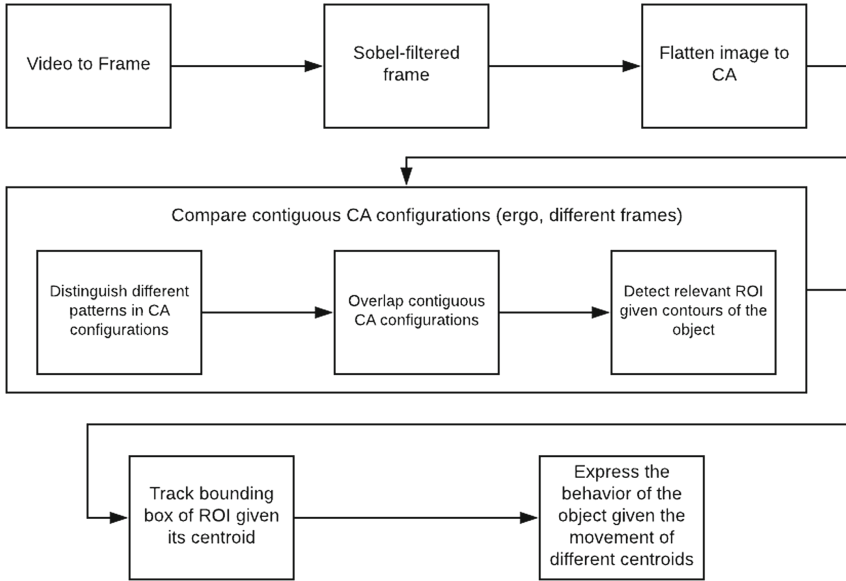 Video to Frame
Sobel-filtered
frame
Flatten image to
CA
Compare contiguous CA configurations (ergo, different frames)
Distinguish different
patterns in CA
configurations
Overlap contiguous
CA configurations
Detect relevant ROI
given contours of the
object
Track bounding
box of ROI given
its centroid
Express the
behavior of the
object given the
movement of
different centroids